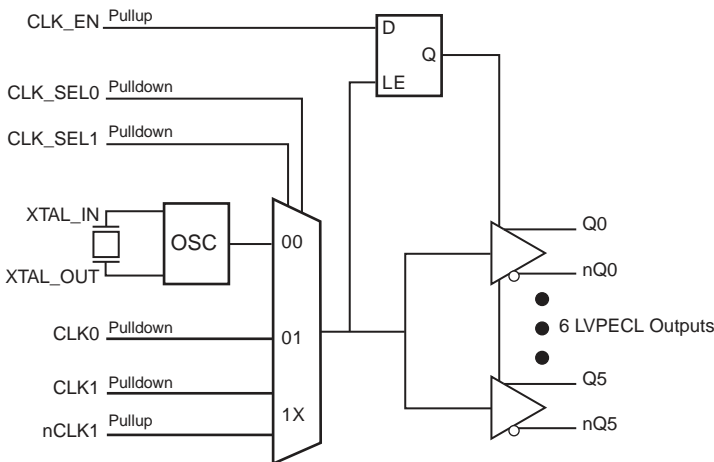 CLK_EN Pullup
D
Q
LE
CLK_SEL0 Pulldown
CLK_SEL1 Pulldown
XTAL_IN
OSC
XTAL_OUT
00
01
1X
CLK0 Pulldown
CLK1 Pulldown
nCLK1 Pullup
Q0
nQ0
6 LVPECL Outputs
Q5
nQ5